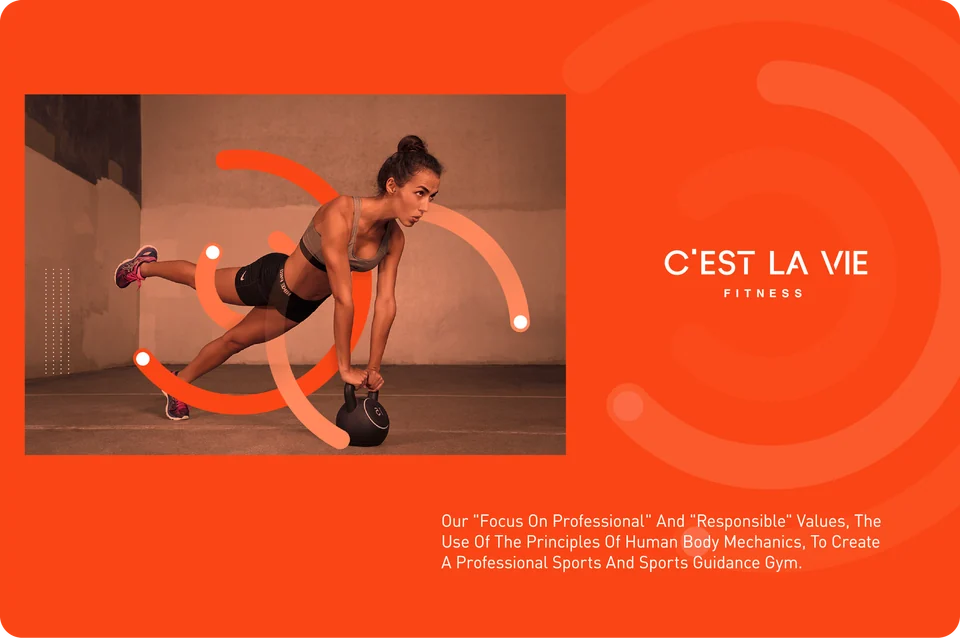 C'EST LA VIE
FITNESS
Our "Focus On Professional" And "Responsible" Values, The
Use Of The Principles Of Human Body Mechanics, To Create
A Professional Sports And Sports Guidance Gym.